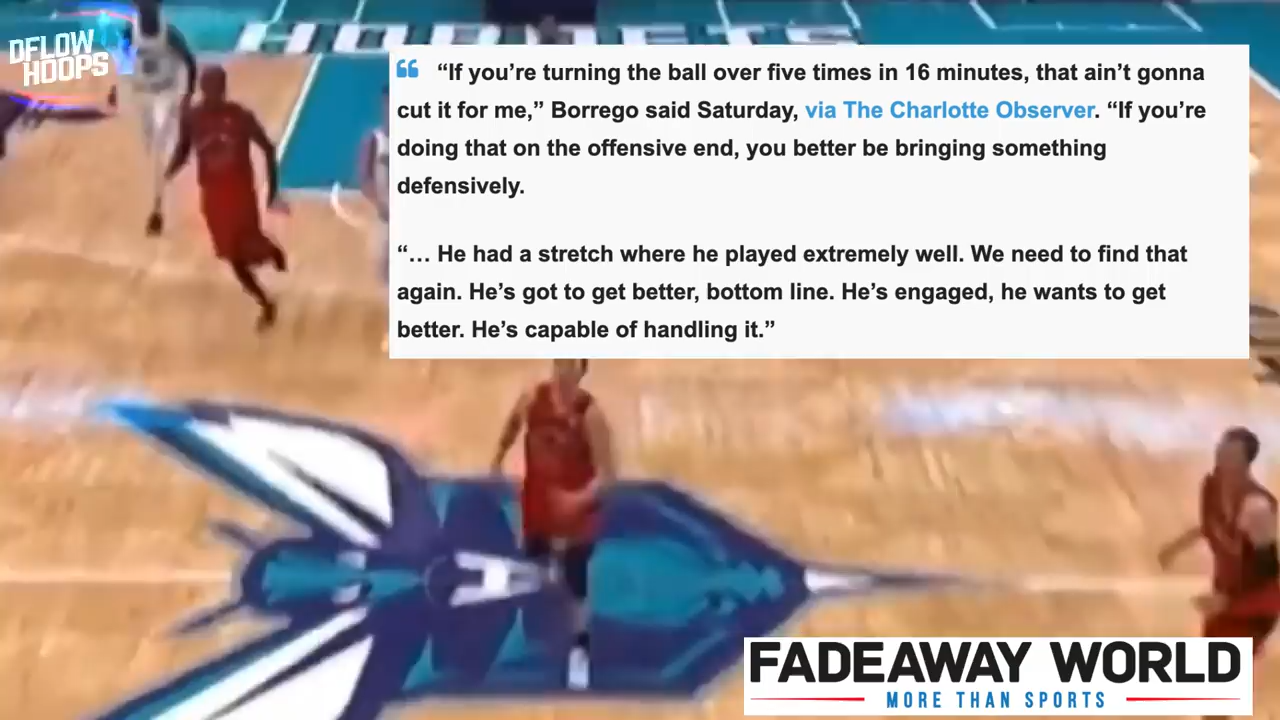 DFLOW
HOOPS
HORNETS
“If you’re turning the ball over five times in 16 minutes, that ain’t gonna
cut it for me,” Borrego said Saturday, via The Charlotte Observer. “If you’re
doing that on the offensive end, you better be bringing something
defensively.
“… He had a stretch where he played extremely well. We need to find that
again. He’s got to get better, bottom line. He’s engaged, he wants to get
better. He’s capable of handling it.”
FADEAWAY WORLD
MORE THAN SPORTS